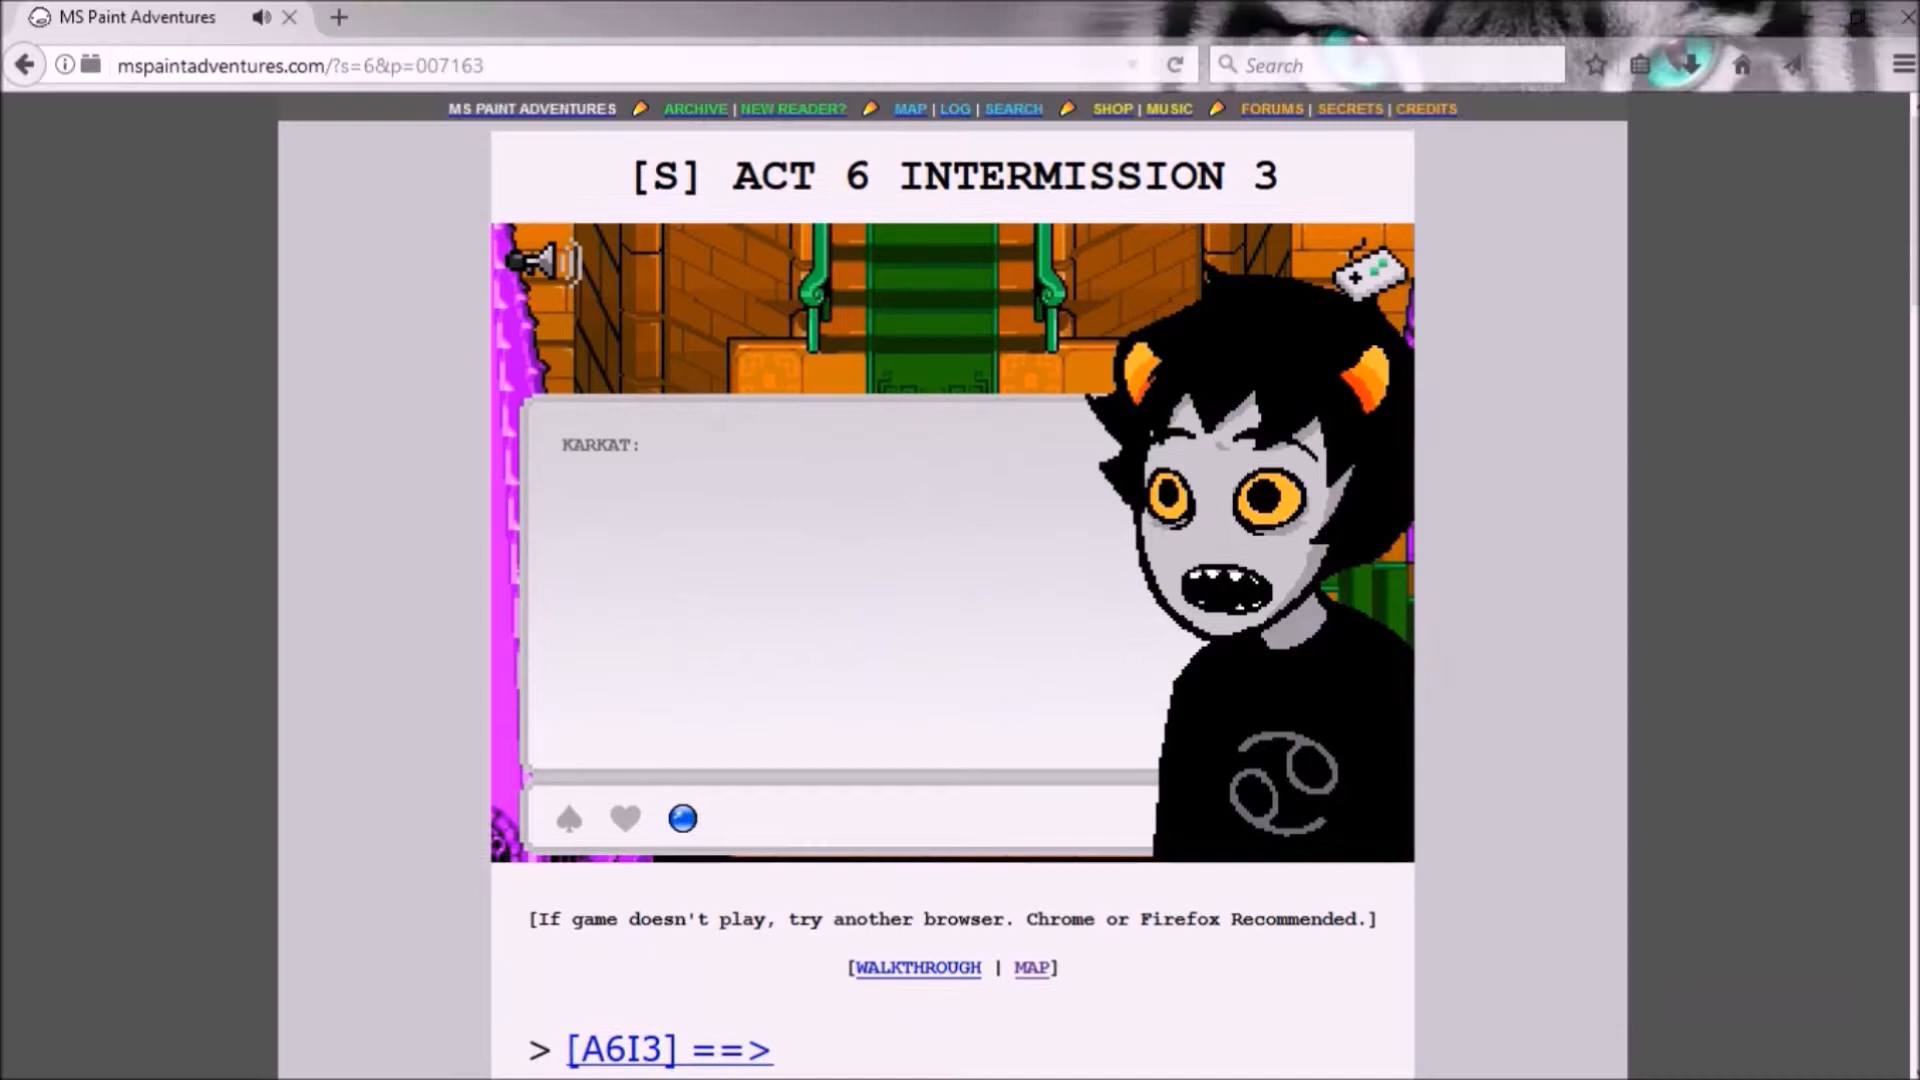 MS Paint Adventures
mspaintadventures.com/?s=6&p=007163
Search
MS PAINT ADVENTURES ARCHIVE | NEW READER? MAP | LOG | SEARCH SHOP | MUSIC FORUMS | SECRETS | CREDITS
[S] ACT 6 INTERMISSION 3
KARKAT:
[If game doesn't play, try another browser. Chrome or Firefox Recommended.]
[WALKTHROUGH | MAP]
> [A6I3] ==>